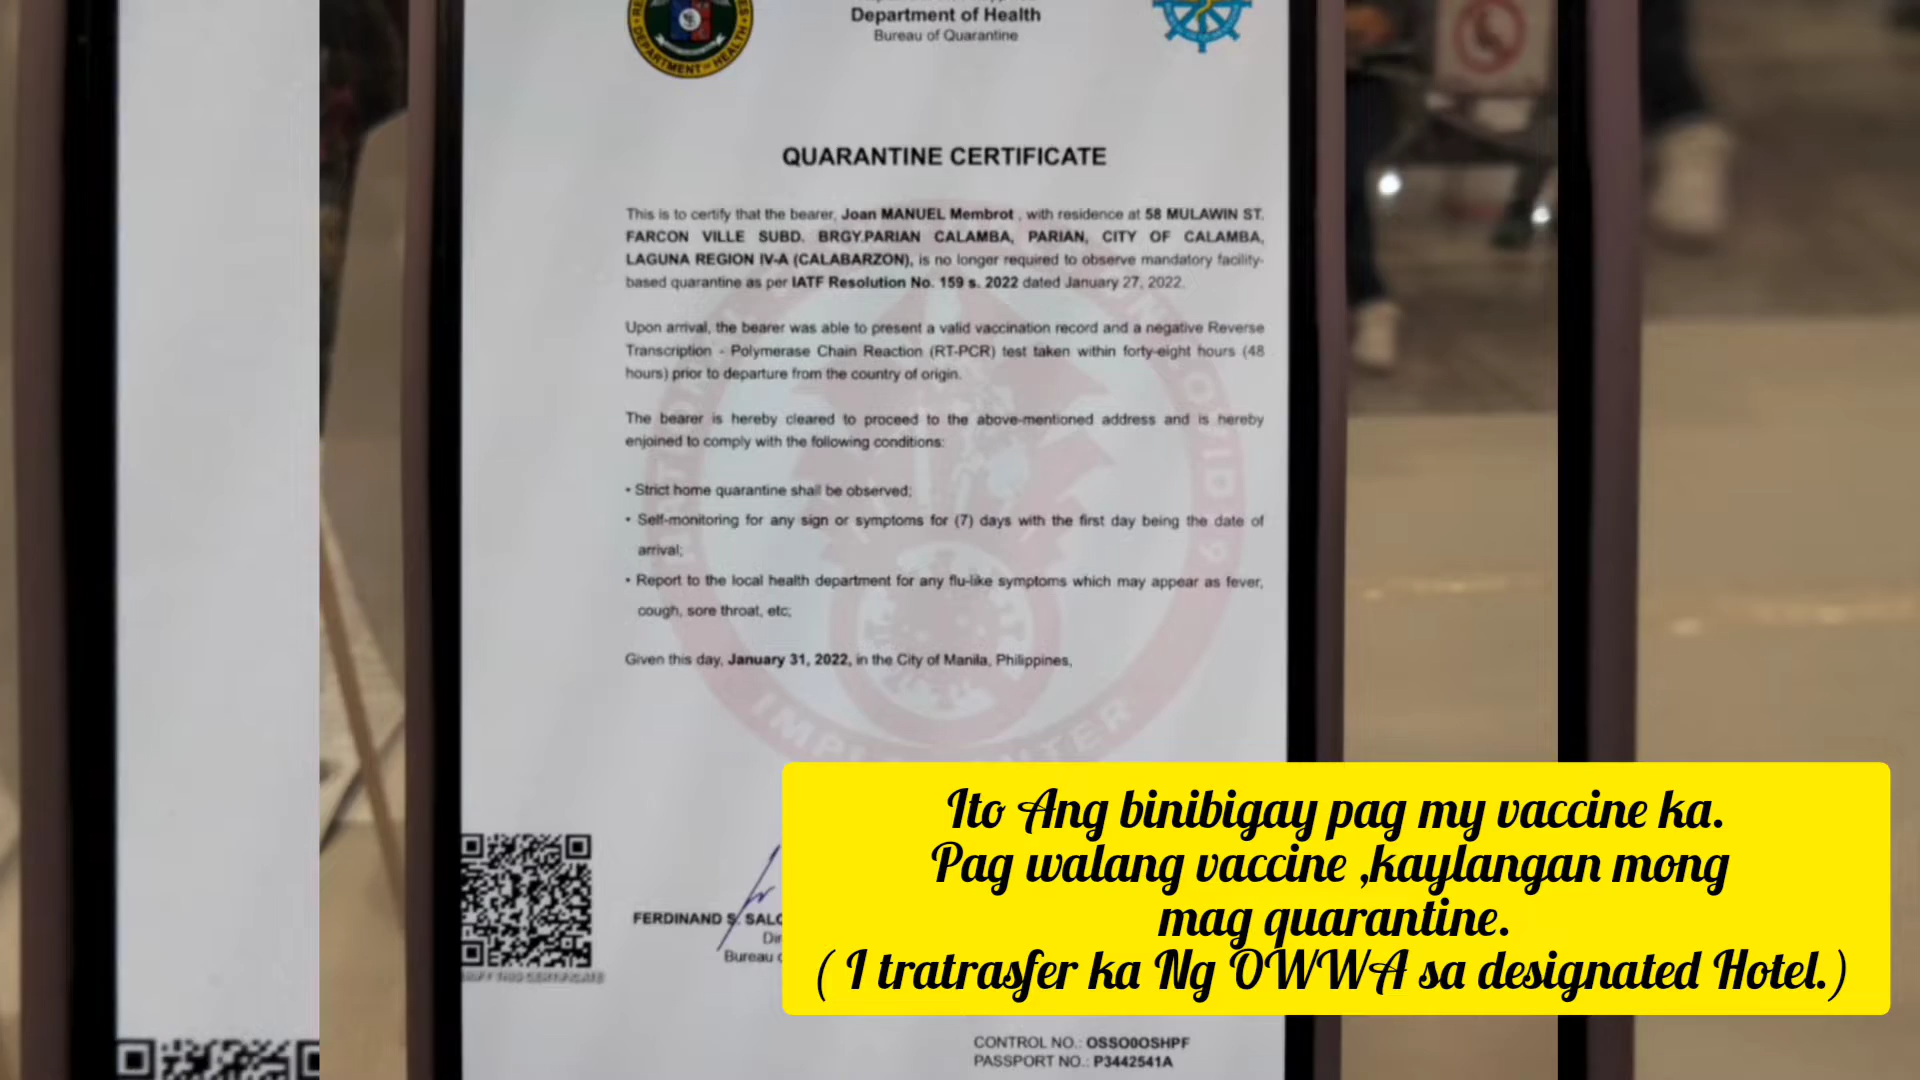 DEPARTMENT OF HEALTH
Department of Health
Bureau of Quarantine
QUARANTINE CERTIFICATE
This is to certify that the bearer, Joan MANUEL Membrot , with residence at 58 MULAWIN ST.
FARCON VILLE SUBD. BRGY.PARIAN CALAMBA, PARIAN, CITY OF CALAMBA,
LAGUNA REGION IV-A (CALABARZON), is no longer required to observe mandatory facility-
based quarantine as per IATF Resolution No. 159 s. 2022 dated January 27, 2022.
Upon arrival, the bearer was able to present a valid vaccination record and a negative Reverse
Transcription - Polymerase Chain Reaction (RT-PCR) test taken within forty-eight hours (48
hours) prior to departure from the country of origin.
The bearer is hereby cleared to proceed to the above-mentioned address and is hereby
enjoined to comply with the following conditions:
• Strict home quarantine shall be observed;
• Self-monitoring for any sign or symptoms for (7) days with the first day being the date of
arrival;
• Report to the local health department for any flu-like symptoms which may appear as fever,
cough, sore throat, etc;
Given this day, January 31, 2022, in the City of Manila, Philippines,
FERDINAND S.
Bureau
THIS CERTIFICATE
Ito Ang binibigay pag my vaccine ka.
Pag walang vaccine ,kaylangan mong
mag quarantine.
( I tratrasfer ka Ng OWWA sa designated Hotel.)
CONTROL NO.: OSSO0OSHPF
PASSPORT NO.: P3442541A